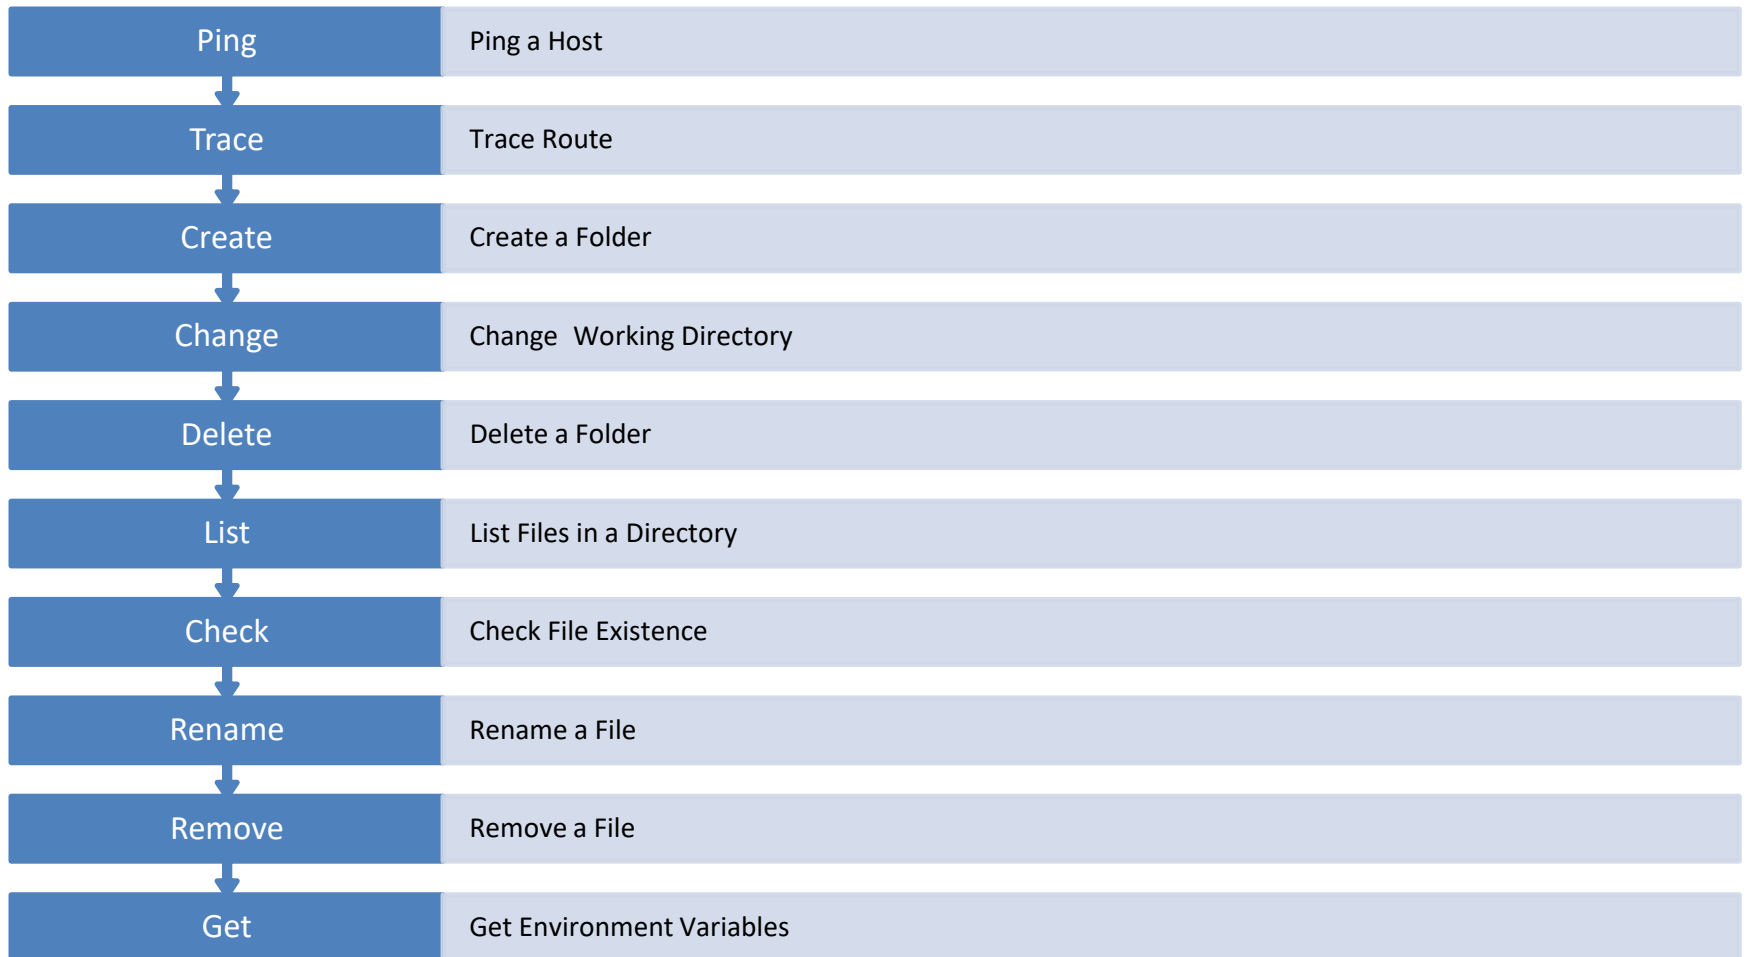 Ping
Ping a Host
Trace
Trace Route
Create
Create a Folder
Change
Change Working Directory
Delete
Delete a Folder
List
List Files in a Directory
Check
Check File Existence
Rename
Rename a File
Remove
Remove a File
Get
Get Environment Variables